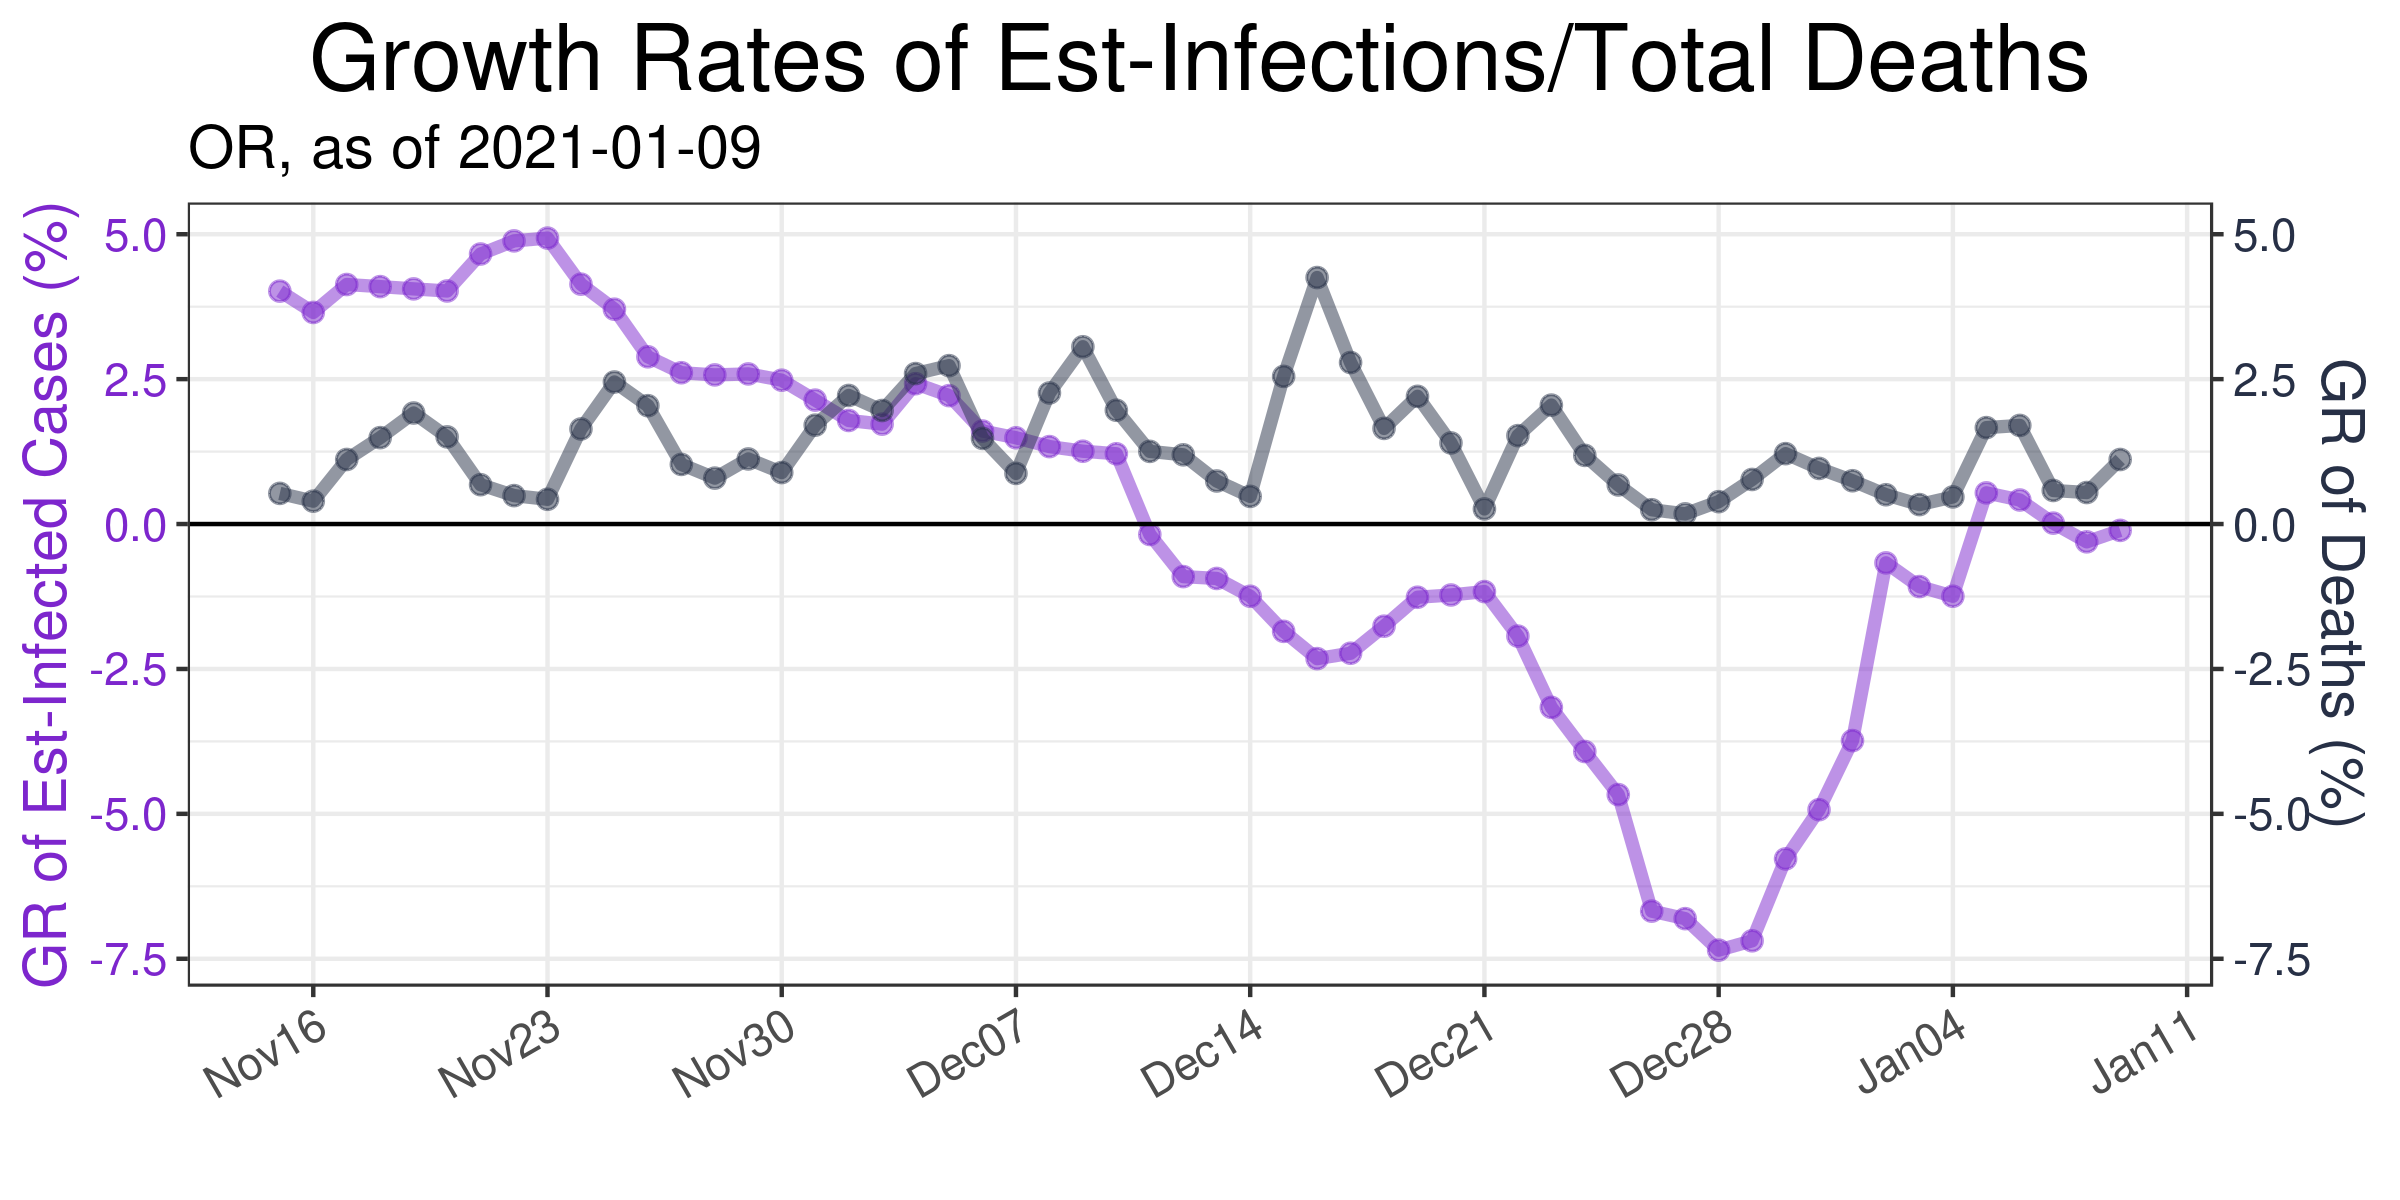 Growth Rates of Est-Infections/Total Deaths
OR, as of 2021-01-09
GR of Est-Infected Cases (%)
5.0
2.5
0.0
-2.5
-5.0
-7.5
5.0
2.5
0.0
-2.5
-5.0
-7.5
GR of Deaths (%)
Nov16
Nov23
Nov30
Dec07
Dec14
Dec21
Dec28
Jan04
Jan11